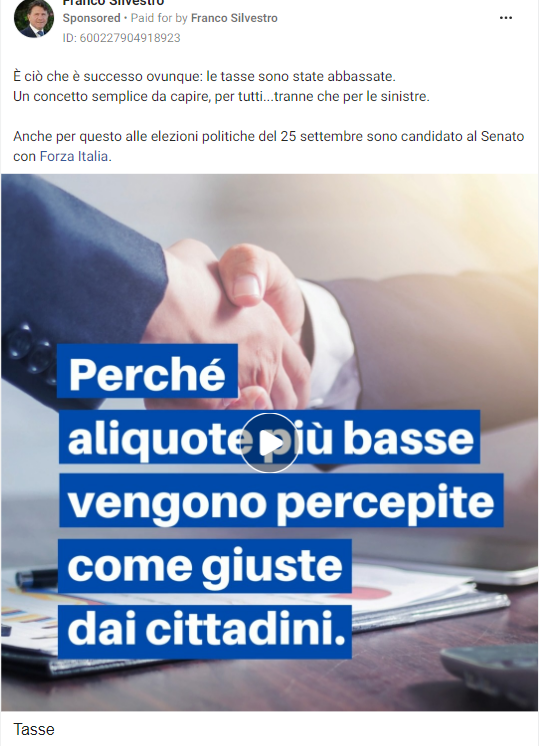 Franco Silvestro
Sponsored • Paid for by Franco Silvestro
ID: 600227904918923
È ciò che è successo ovunque: le tasse sono state abbassate.
Un concetto semplice da capire, per tutti...tranne che per le sinistre.
Anche per questo alle elezioni politiche del 25 settembre sono candidato al Senato
con Forza Italia.
Perché
aliquote più basse
vengono percepite
come giuste
dai cittadini.
Tasse